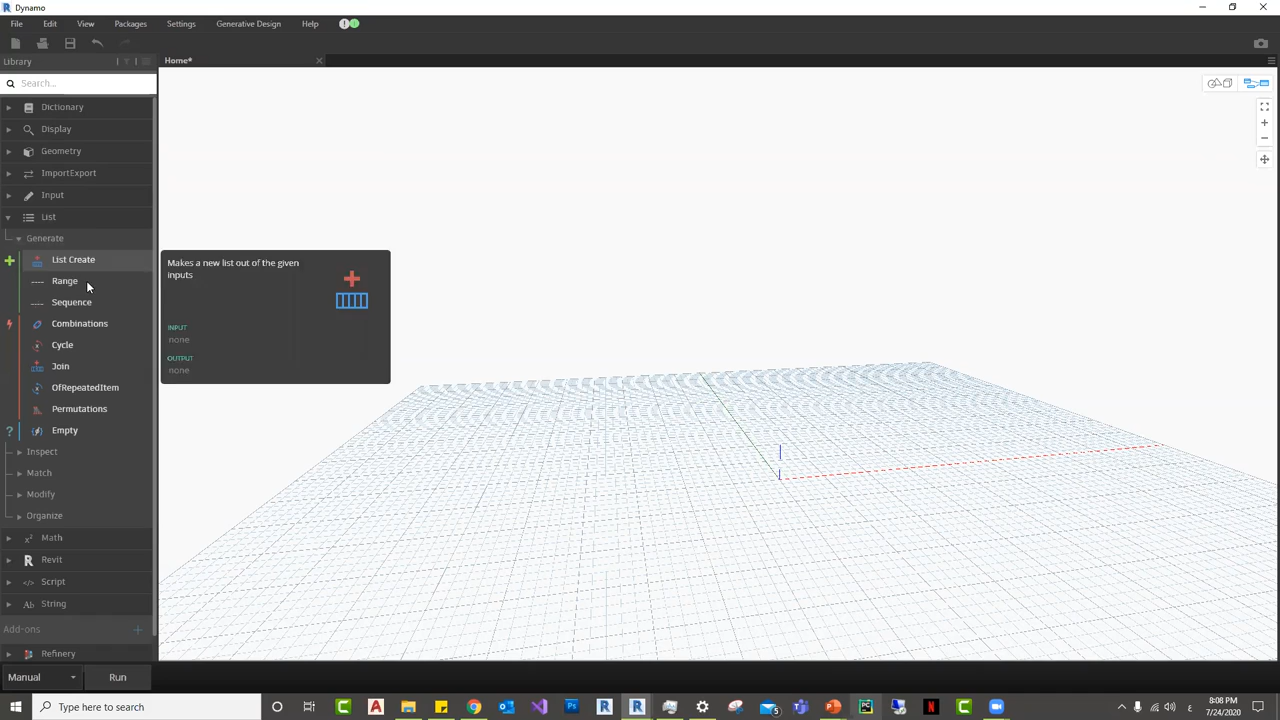 Dynamo
File Edit View Packages Settings Generative Design Help
Library
Home*
Search...
Dictionary
Display
Geometry
ImportExport
Input
List
Generate
List Create
Range
Sequence
Combinations
Cycle
Join
OfRepeatedItem
Permutations
Empty
Inspect
Match
Modify
Organize
Math
Revit
Script
String
Add-ons
Refinery
Makes a new list out of the given
inputs
INPUT
none
OUTPUT
none
Manual
Run
Type here to search
5
8:08 PM
7/24/2020